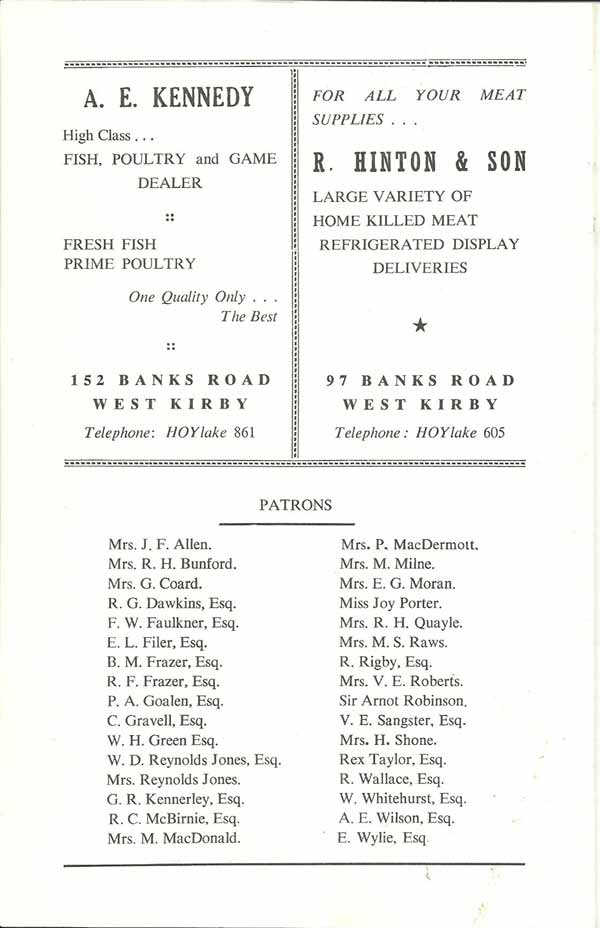 A. E. KENNEDY
High Class . . .
FISH, POULTRY and GAME
DEALER
::
FRESH FISH
PRIME POULTRY
One Quality Only . . .
The Best
::
152 BANKS ROAD
WEST KIRBY
Telephone: HOYlake 861
FOR ALL YOUR MEAT
SUPPLIES . . .
R. HINTON & SON
LARGE VARIETY OF
HOME KILLED MEAT
REFRIGERATED DISPLAY
DELIVERIES
★
97 BANKS ROAD
WEST KIRBY
Telephone: HOYlake 605
PATRONS
Mrs. J. F. Allen.
Mrs. R. H. Bunford.
Mrs. G. Coard.
R. G. Dawkins, Esq.
F. W. Faulkner, Esq.
E. L. Filer, Esq.
B. M. Frazer, Esq.
R. F. Frazer, Esq.
P. A. Goalen, Esq.
C. Gravell, Esq.
W. H. Green Esq.
W. D. Reynolds Jones, Esq.
Mrs. Reynolds Jones.
G. R. Kennerley, Esq.
R. C. McBirnie, Esq.
Mrs. M. MacDonald.
Mrs. P. MacDermott.
Mrs. M. Milne.
Mrs. E. G. Moran.
Miss Joy Porter.
Mrs. R. H. Quayle.
Mrs. M. S. Raws.
R. Rigby, Esq.
Mrs. V. E. Roberts.
Sir Arnot Robinson.
V. E. Sangster, Esq.
Mrs. H. Shone.
Rex Taylor, Esq.
R. Wallace, Esq.
W. Whitehurst, Esq.
A. E. Wilson, Esq.
E. Wylie, Esq